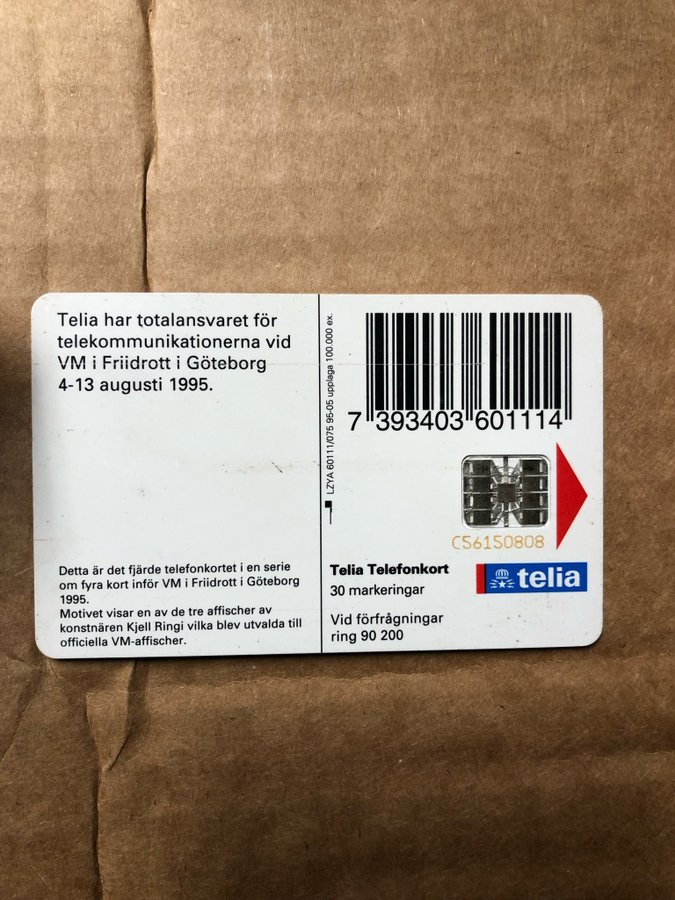 Telia har totalansvaret för
telekommunikationerna vid
VM i Friidrott i Göteborg
4-13 augusti 1995.
Detta är det fjärde telefonkortet i en serie
om fyra kort inför VM i Friidrott i Göteborg
1995.
Motivet visar en av de tre affischer av
konstnären Kjell Ringi vilka blev utvalda till
officiella VM-affischer.
LZYA 60111/075 95-05 upplaga 100.000 ex.
7 393403 601114
C56150808
Telia Telefonkort
30 markeringar
telia
Vid förfrågningar
ring 90 200